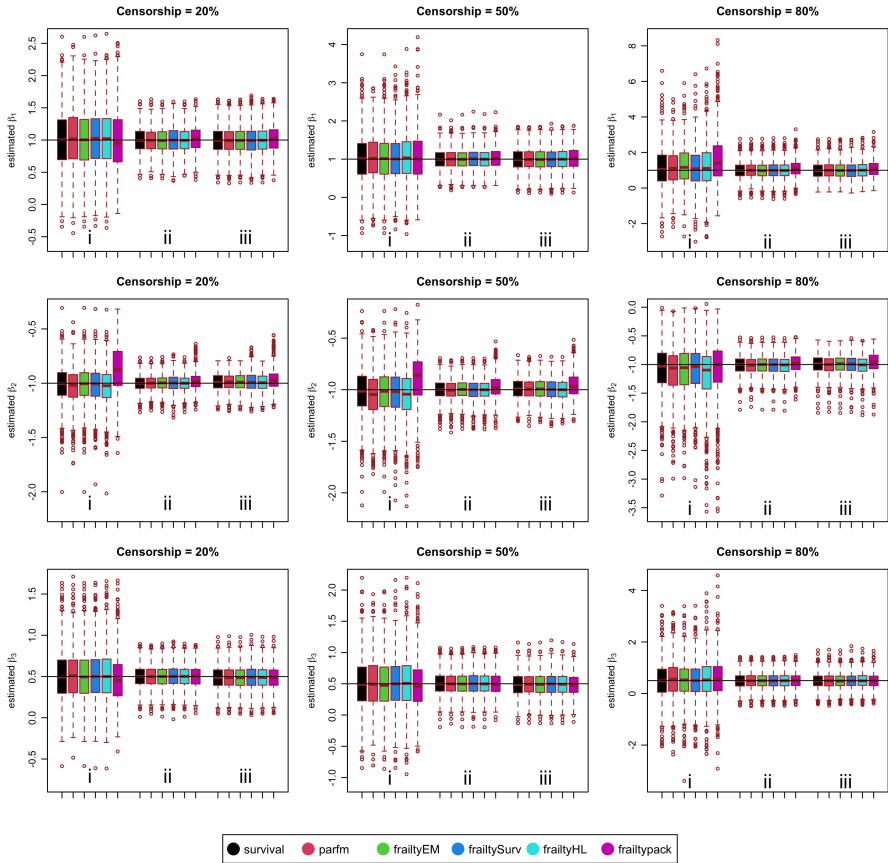 Censorship = 20%
Censorship = 50%
Censorship = 80%
estimated β1
2.5
2.0
1.5
1.0
0.5
0.0
-0.5
i
ii
iii
estimated β1
4
3
2
1
0
-1
i
ii
iii
estimated β1
8
6
4
2
0
-2
i
ii
iii
Censorship = 20%
Censorship = 50%
Censorship = 80%
estimated β2
-0.5
-1.0
-1.5
-2.0
i
ii
iii
estimated β2
-0.5
-1.0
-1.5
-2.0
i
ii
iii
estimated β2
0.0
-0.5
-1.0
-1.5
-2.0
-2.5
-3.0
-3.5
i
ii
iii
Censorship = 20%
Censorship = 50%
Censorship = 80%
estimated β3
1.5
1.0
0.5
0.0
-0.5
i
ii
iii
estimated β3
2.0
1.5
1.0
0.5
0.0
-0.5
-1.0
i
ii
iii
estimated β3
4
2
0
-2
i
ii
iii
survival parfm frailtyEM frailtySurv frailtyHL frailtypack